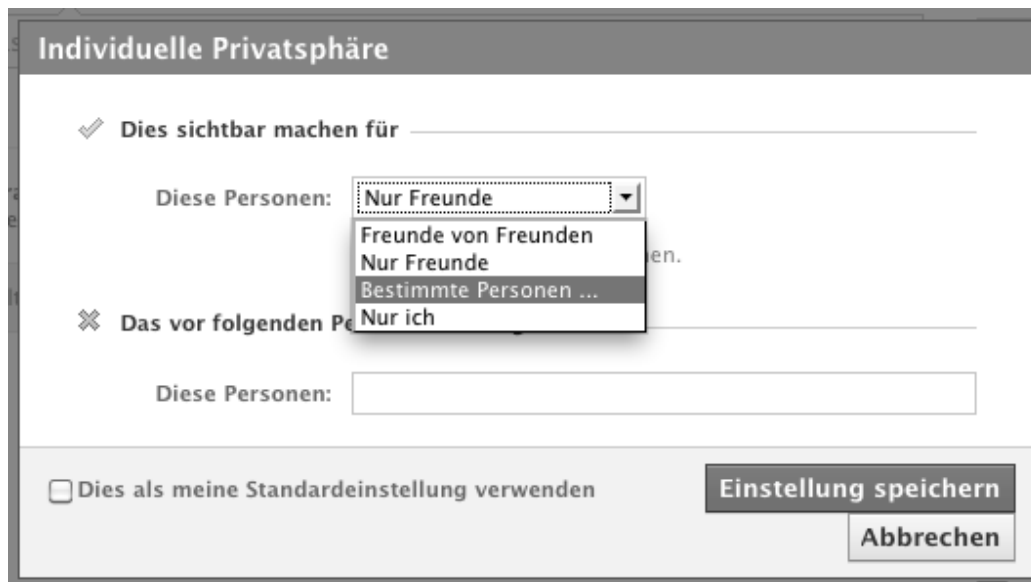 Individuelle Privatsphäre
Dies sichtbar machen für
Diese Personen: Nur Freunde
Freunde von Freunden
Nur Freunde
Bestimmte Personen ...
Nur ich
Das vor folgenden
Diese Personen:
Dies als meine Standardeinstellung verwenden
Einstellung speichern
Abbrechen